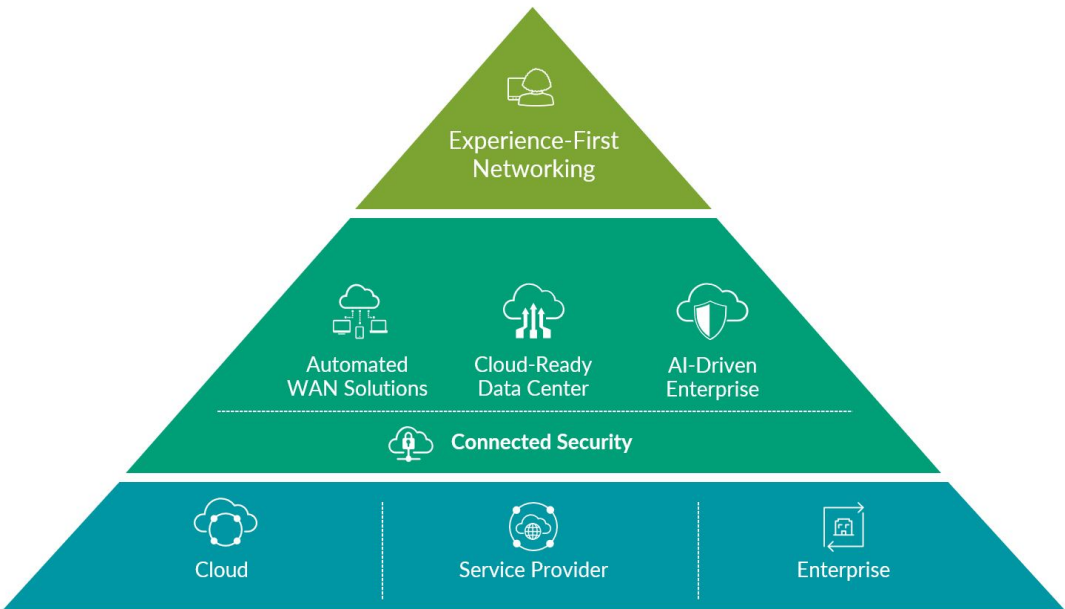 Experience-First
Networking
Automated
WAN Solutions
Cloud-Ready
Data Center
AI-Driven
Enterprise
Connected Security
Cloud
Service Provider
Enterprise